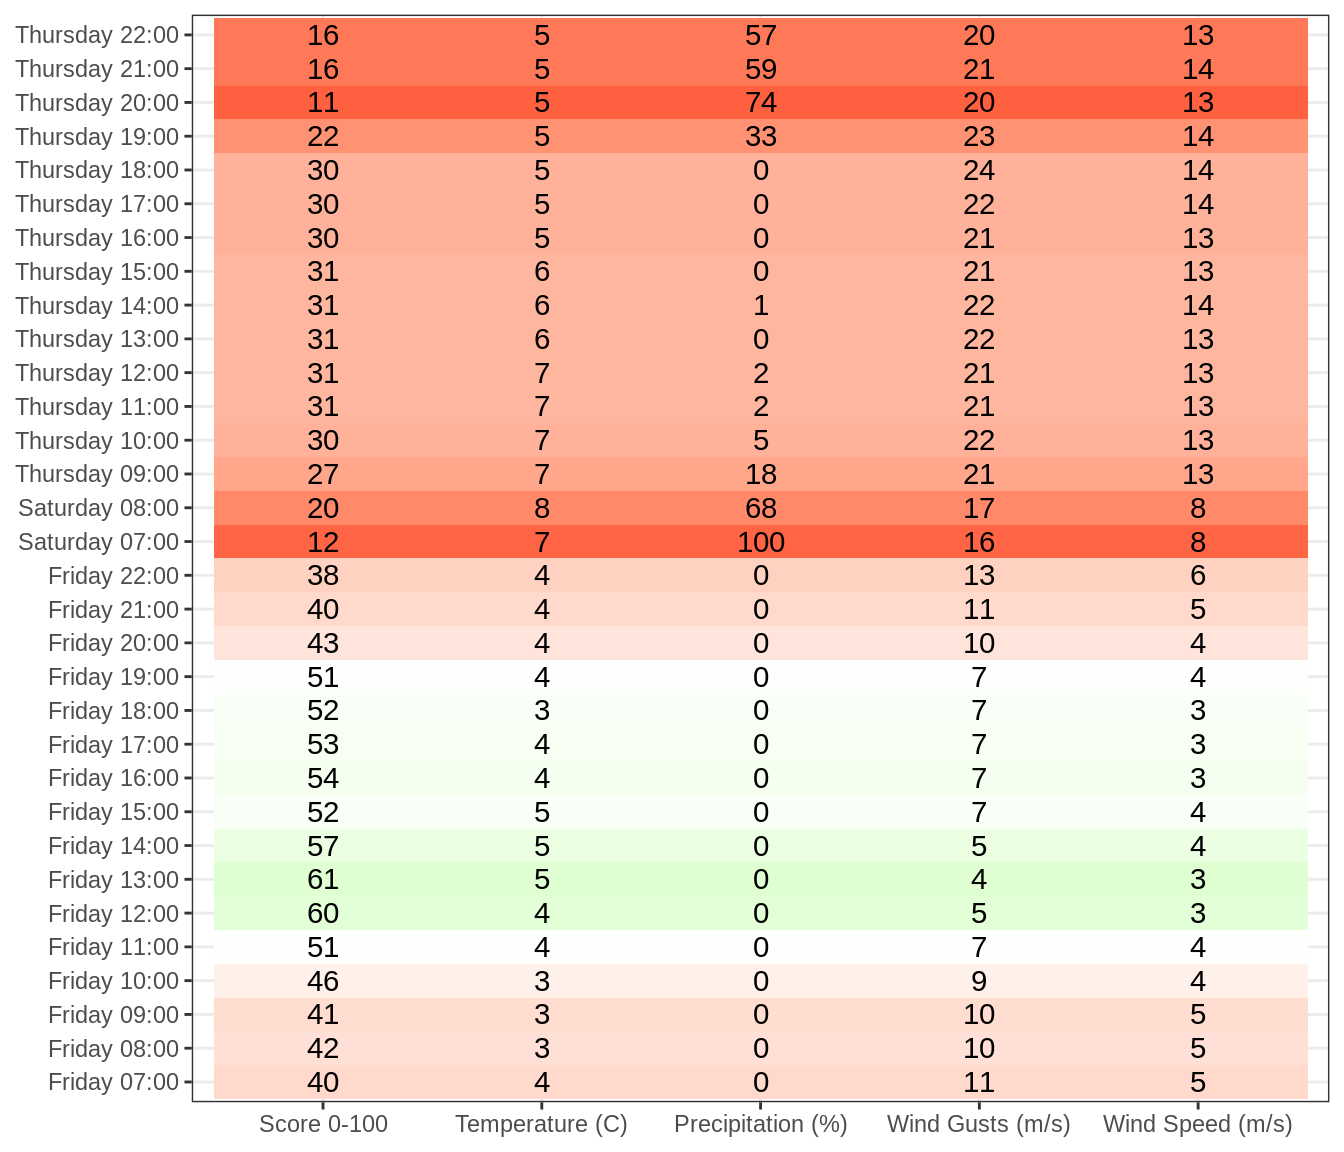 Thursday 22:00 16 5 57 20 13
Thursday 21:00 16 5 59 21 14
Thursday 20:00 11 5 74 20 13
Thursday 19:00 22 5 33 23 14
Thursday 18:00 30 5 0 24 14
Thursday 17:00 30 5 0 22 14
Thursday 16:00 30 5 0 21 13
Thursday 15:00 31 6 0 21 13
Thursday 14:00 31 6 1 22 14
Thursday 13:00 31 6 0 22 13
Thursday 12:00 31 7 2 21 13
Thursday 11:00 31 7 2 21 13
Thursday 10:00 30 7 5 22 13
Thursday 09:00 27 7 18 21 13
Saturday 08:00 20 8 68 17 8
Saturday 07:00 12 7 100 16 8
Friday 22:00 38 4 0 13 6
Friday 21:00 40 4 0 11 5
Friday 20:00 43 4 0 10 4
Friday 19:00 51 4 0 7 4
Friday 18:00 52 3 0 7 3
Friday 17:00 53 4 0 7 3
Friday 16:00 54 4 0 7 3
Friday 15:00 52 5 0 7 4
Friday 14:00 57 5 0 5 4
Friday 13:00 61 5 0 4 3
Friday 12:00 60 4 0 5 3
Friday 11:00 51 4 0 7 4
Friday 10:00 46 3 0 9 4
Friday 09:00 41 3 0 10 5
Friday 08:00 42 3 0 10 5
Friday 07:00 40 4 0 11 5
Score 0-100 Temperature (C) Precipitation (%) Wind Gusts (m/s) Wind Speed (m/s)